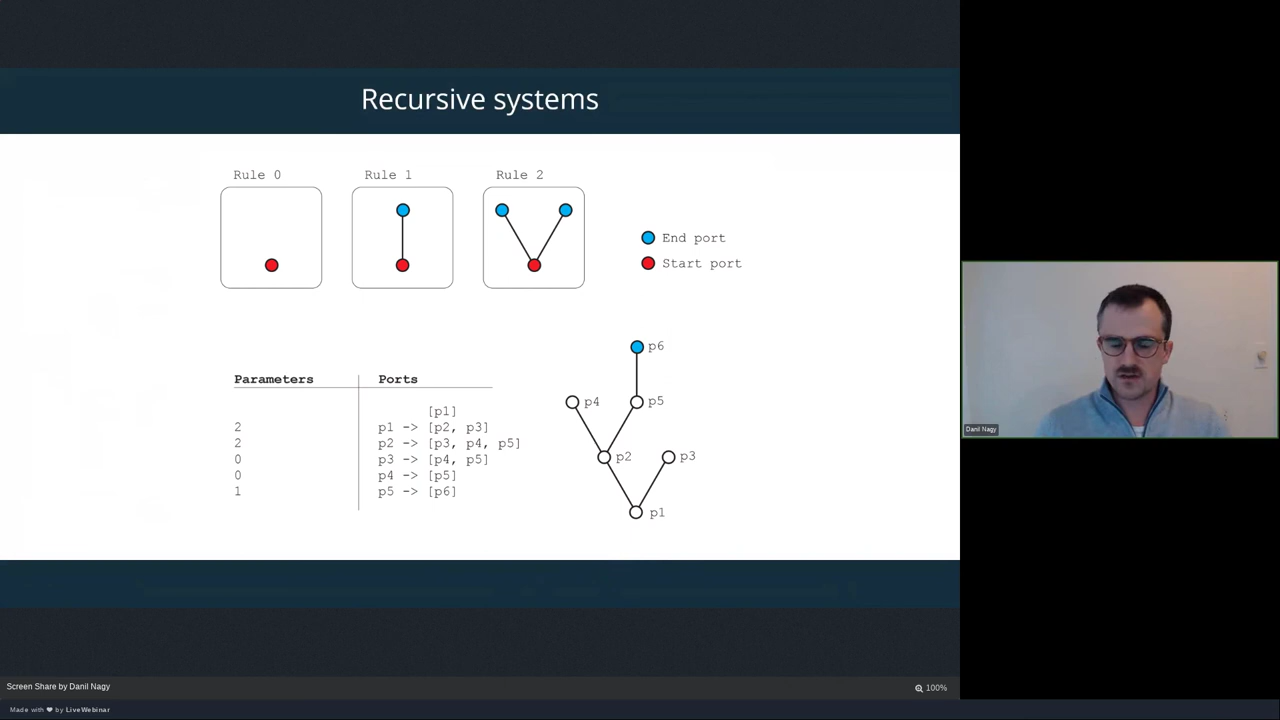 Recursive systems
Rule 0
Rule 1
Rule 2
End port
Start port
Parameters Ports
[p1]
2 p1 -> [p2, p3]
2 p2 -> [p3, p4, p5]
0 p3 -> [p4, p5]
0 p4 -> [p5]
1 p5 -> [p6]
p6
p4
p5
p2
p3
p1
Danil Nagy
Screen Share by Danil Nagy
100%
Made with ❤ by LiveWebinar